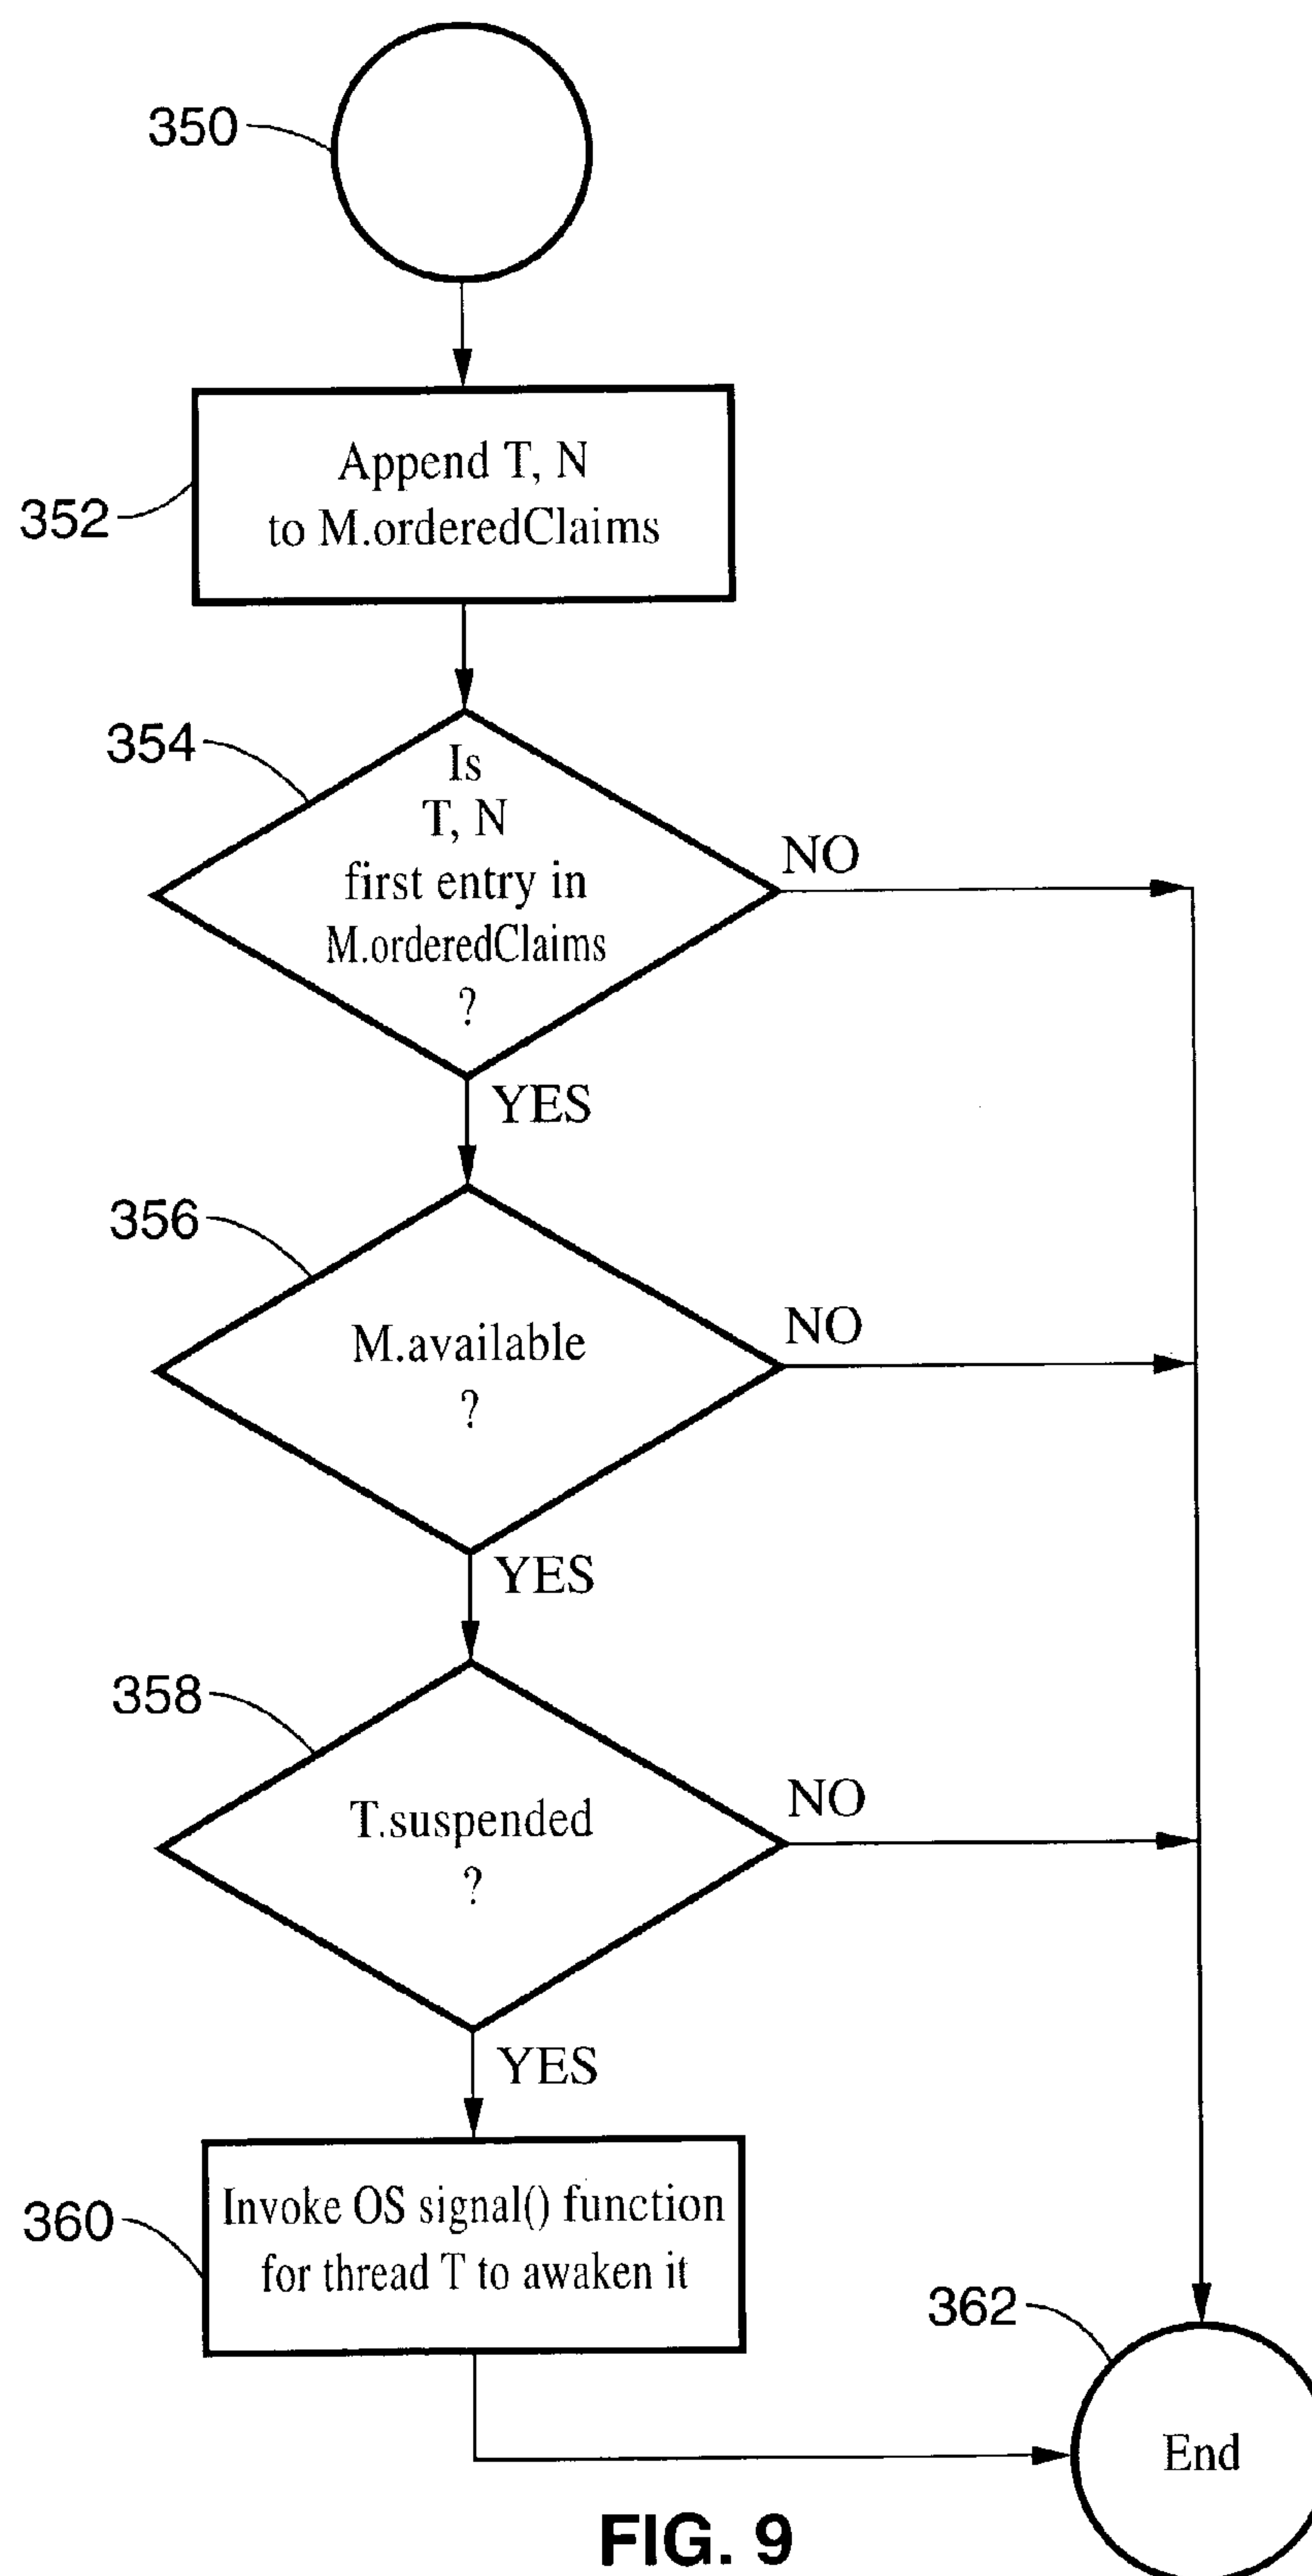 350
352
Append T, N
to M.orderedClaims
354
Is
T, N
first entry in
M.orderedClaims
?
NO
YES
356
M.available
?
NO
YES
358
T.suspended
?
NO
YES
360
Invoke OS signal() function
for thread T to awaken it
362
End
FIG. 9